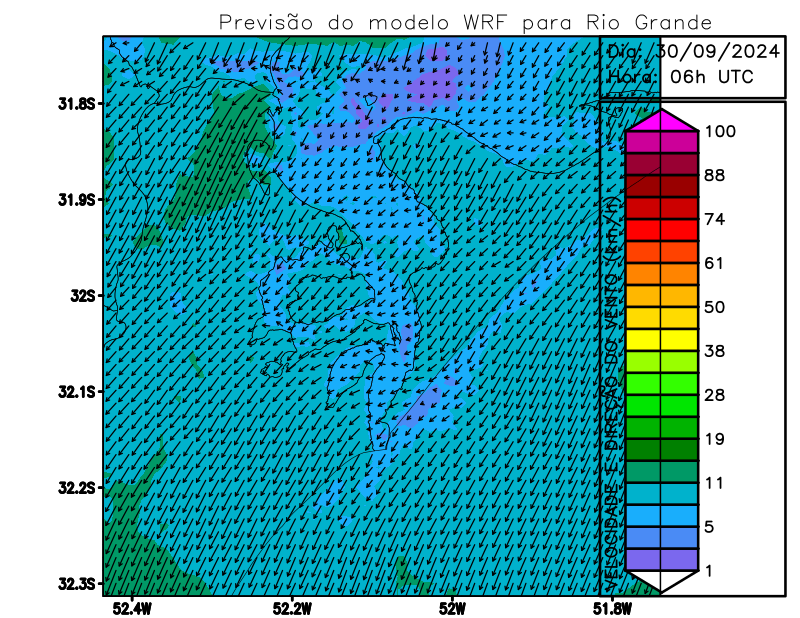 Previsão do modelo WRF para Rio Grande
Dia: 30/09/2024
Hora: 06h UTC
31.8S
31.9S
32S
32.1S
32.2S
32.3S
52.4W
52.2W
52W
51.8W
VELOCIDADE E DIREÇÃO DO VENTO (km/h)
100
88
74
61
50
38
28
19
11
5
1